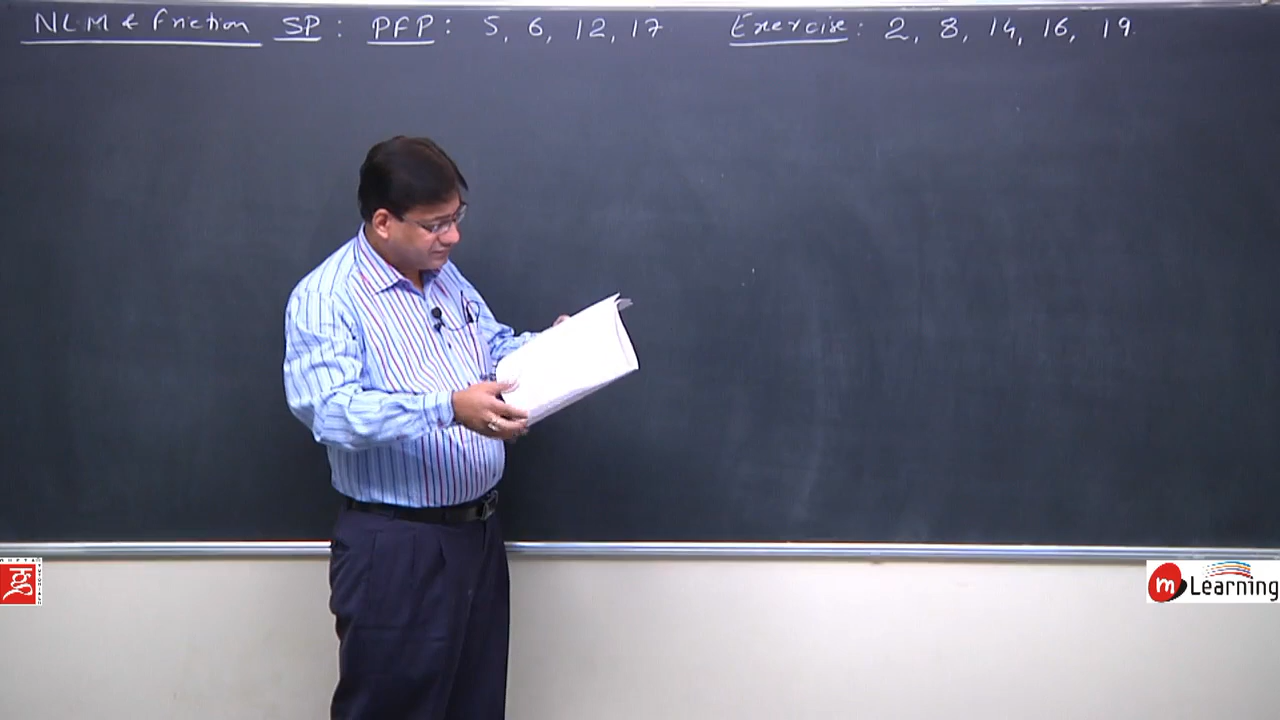 NLM & Friction SP : PFP : 5, 6, 12, 17 Exercise : 2, 8, 14, 16, 19
m Learning